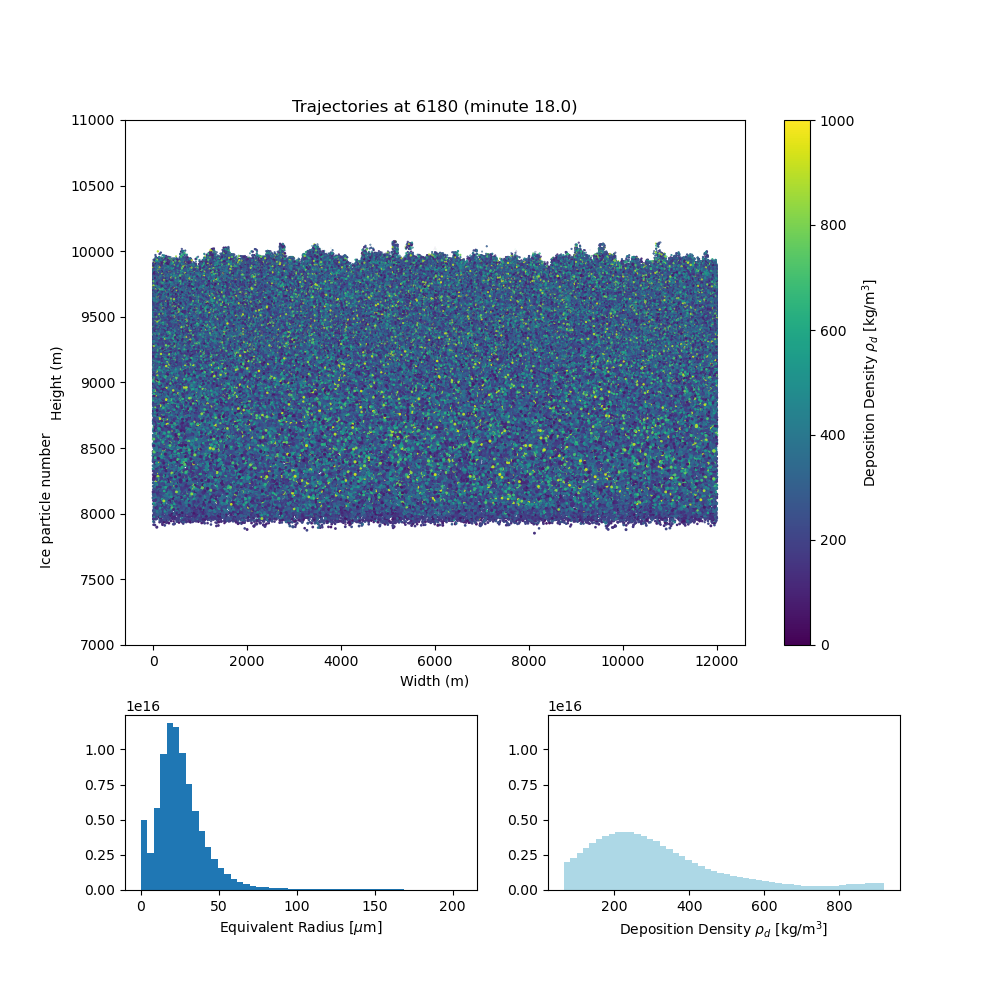 Trajectories at 6180 (minute 18.0)
11000
10500
10000
9500
9000
8500
8000
7500
7000
Height (m)
Ice particle number
0 2000 4000 6000 8000 10000 12000
Width (m)
1000
800
600
400
200
0
Deposition Density ρd [kg/m³]
1e16
1.00
0.75
0.50
0.25
0.00
0 50 100 150 200
Equivalent Radius [μm]
1e16
1.00
0.75
0.50
0.25
0.00
200 400 600 800
Deposition Density ρd [kg/m³]